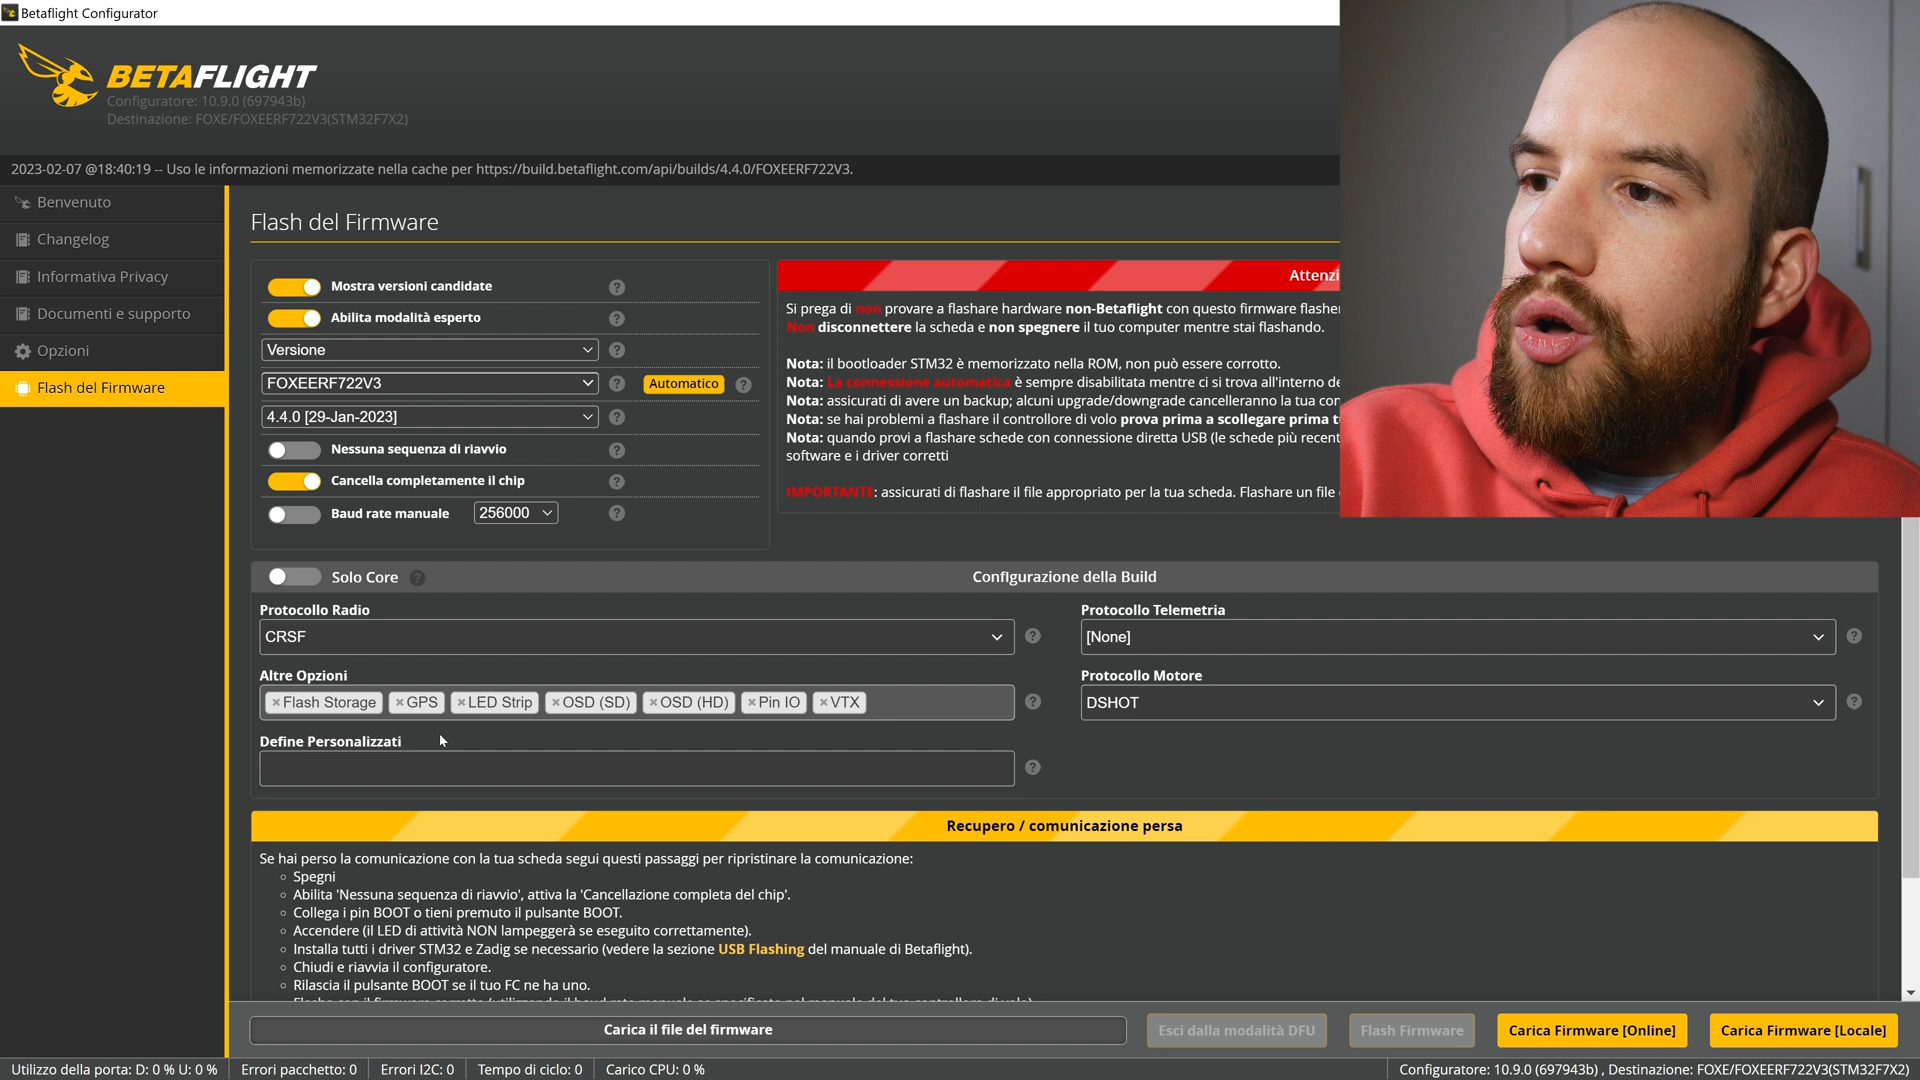 Betaflight Configurator
BETAFLIGHT
Configuratore: 10.9.0 (697943b)
Destinazione: FOXE/FOXEERF722V3(STM32F7X2)
2023-02-07 @18:40:19 -- Uso le informazioni memorizzate nella cache per https://build.betaflight.com/api/builds/4.4.0/FOXEERF722V3.
Benvenuto
Changelog
Informativa Privacy
Documenti e supporto
Opzioni
Flash del Firmware
Flash del Firmware
Mostra versioni candidate
Abilita modalità esperto
Versione
FOXEERF722V3
Automatico
4.4.0 [29-Jan-2023]
Nessuna sequenza di riavvio
Cancella completamente il chip
Baud rate manuale 256000
Attenzi
Si prega di non provare a flashare hardware non-Betaflight con questo firmware flasher
Non disconnettere la scheda e non spegnere il tuo computer mentre stai flashando.
Nota: il bootloader STM32 è memorizzato nella ROM, non può essere corrotto.
Nota: La connessione automatica è sempre disabilitata mentre ci si trova all'interno de
Nota: assicurati di avere un backup; alcuni upgrade/downgrade cancelleranno la tua con
Nota: se hai problemi a flashare il controllore di volo prova prima a scollegare prima t
Nota: quando provi a flashare schede con connessione diretta USB (le schede più recent
software e i driver corretti
IMPORTANTE: assicurati di flashare il file appropriato per la tua scheda. Flashare un file
Solo Core
Configurazione della Build
Protocollo Radio
CRSF
Protocollo Telemetria
[None]
Altre Opzioni
×Flash Storage ×GPS ×LED Strip ×OSD (SD) ×OSD (HD) ×Pin IO ×VTX
Protocollo Motore
DSHOT
Define Personalizzati
Recupero / comunicazione persa
Se hai perso la comunicazione con la tua scheda segui questi passaggi per ripristinare la comunicazione:
Spegni
Abilita 'Nessuna sequenza di riavvio', attiva la 'Cancellazione completa del chip'.
Collega i pin BOOT o tieni premuto il pulsante BOOT.
Accendere (il LED di attività NON lampeggerà se eseguito correttamente).
Installa tutti i driver STM32 e Zadig se necessario (vedere la sezione USB Flashing del manuale di Betaflight).
Chiudi e riavvia il configuratore.
Rilascia il pulsante BOOT se il tuo FC ne ha uno.
Carica il file del firmware
Esci dalla modalità DFU
Flash Firmware
Carica Firmware [Online]
Carica Firmware [Locale]
Utilizzo della porta: D: 0 % U: 0 %
Errori pacchetto: 0
Errori I2C: 0
Tempo di ciclo: 0
Carico CPU: 0 %
Configuratore: 10.9.0 (697943b) , Destinazione: FOXE/FOXEERF722V3(STM32F7X2)